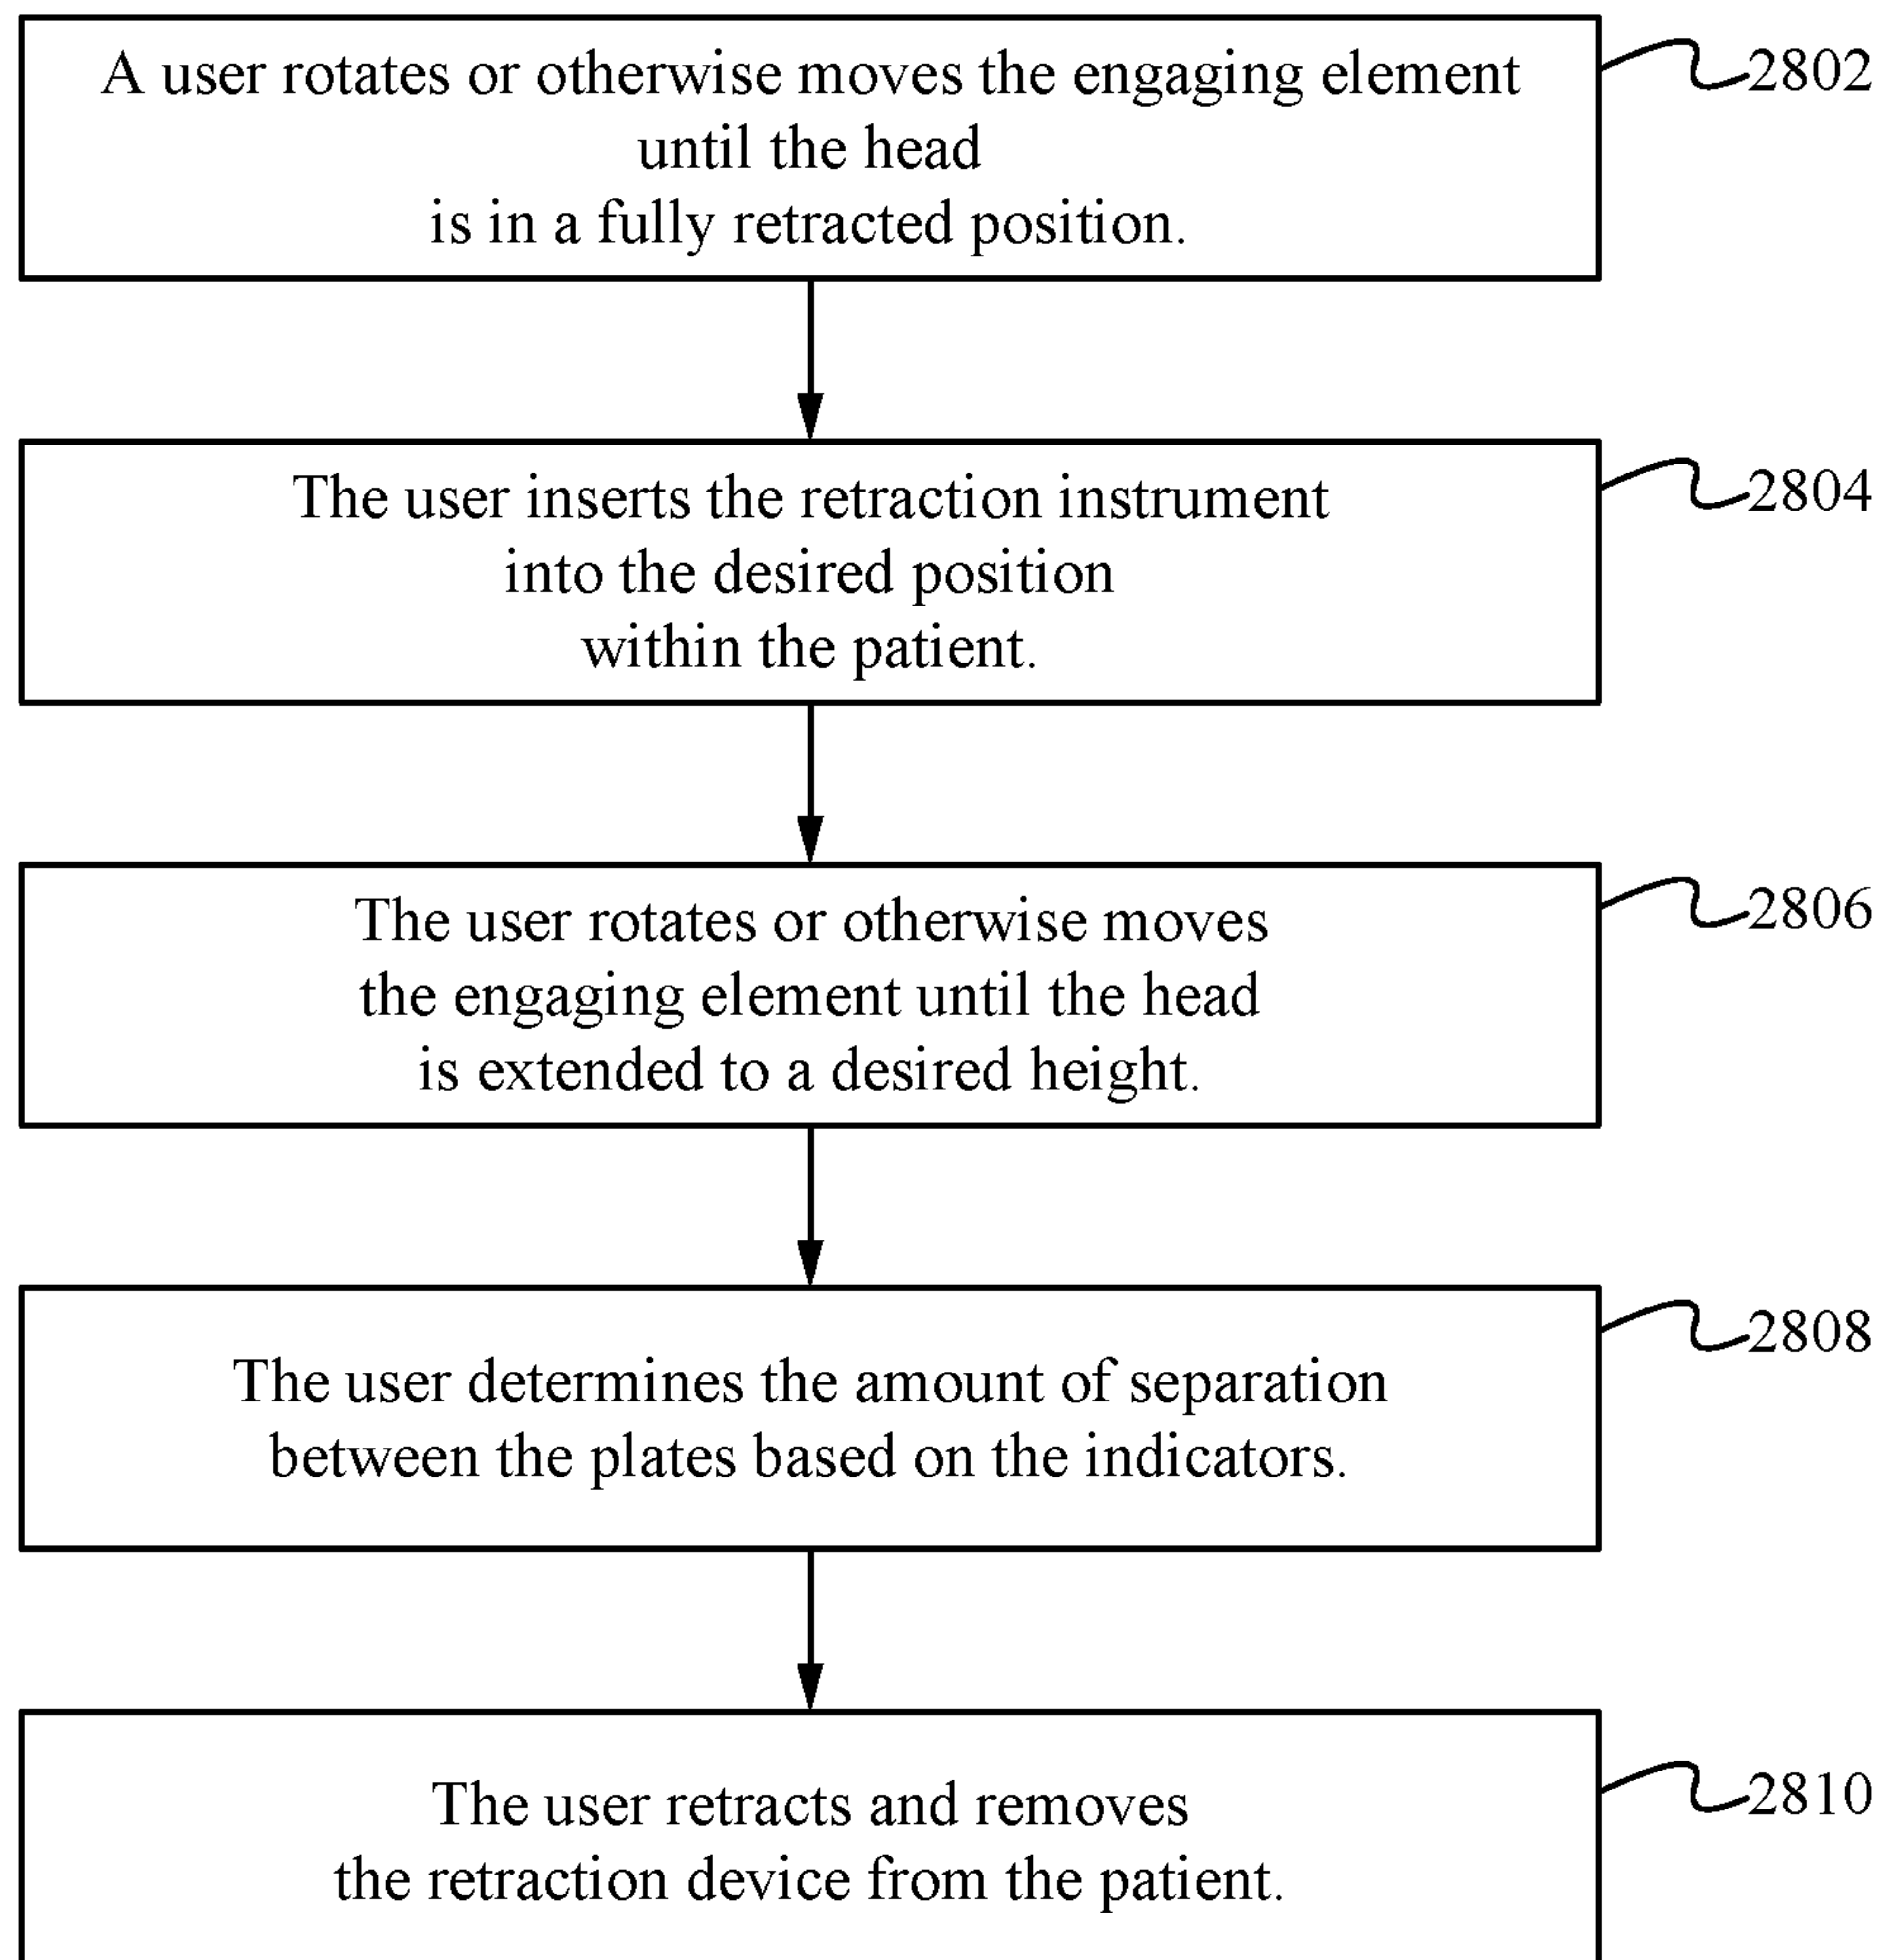 A user rotates or otherwise moves the engaging element
until the head
is in a fully retracted position.
2802
The user inserts the retraction instrument
into the desired position
within the patient.
2804
The user rotates or otherwise moves
the engaging element until the head
is extended to a desired height.
2806
The user determines the amount of separation
between the plates based on the indicators.
2808
The user retracts and removes
the retraction device from the patient.
2810